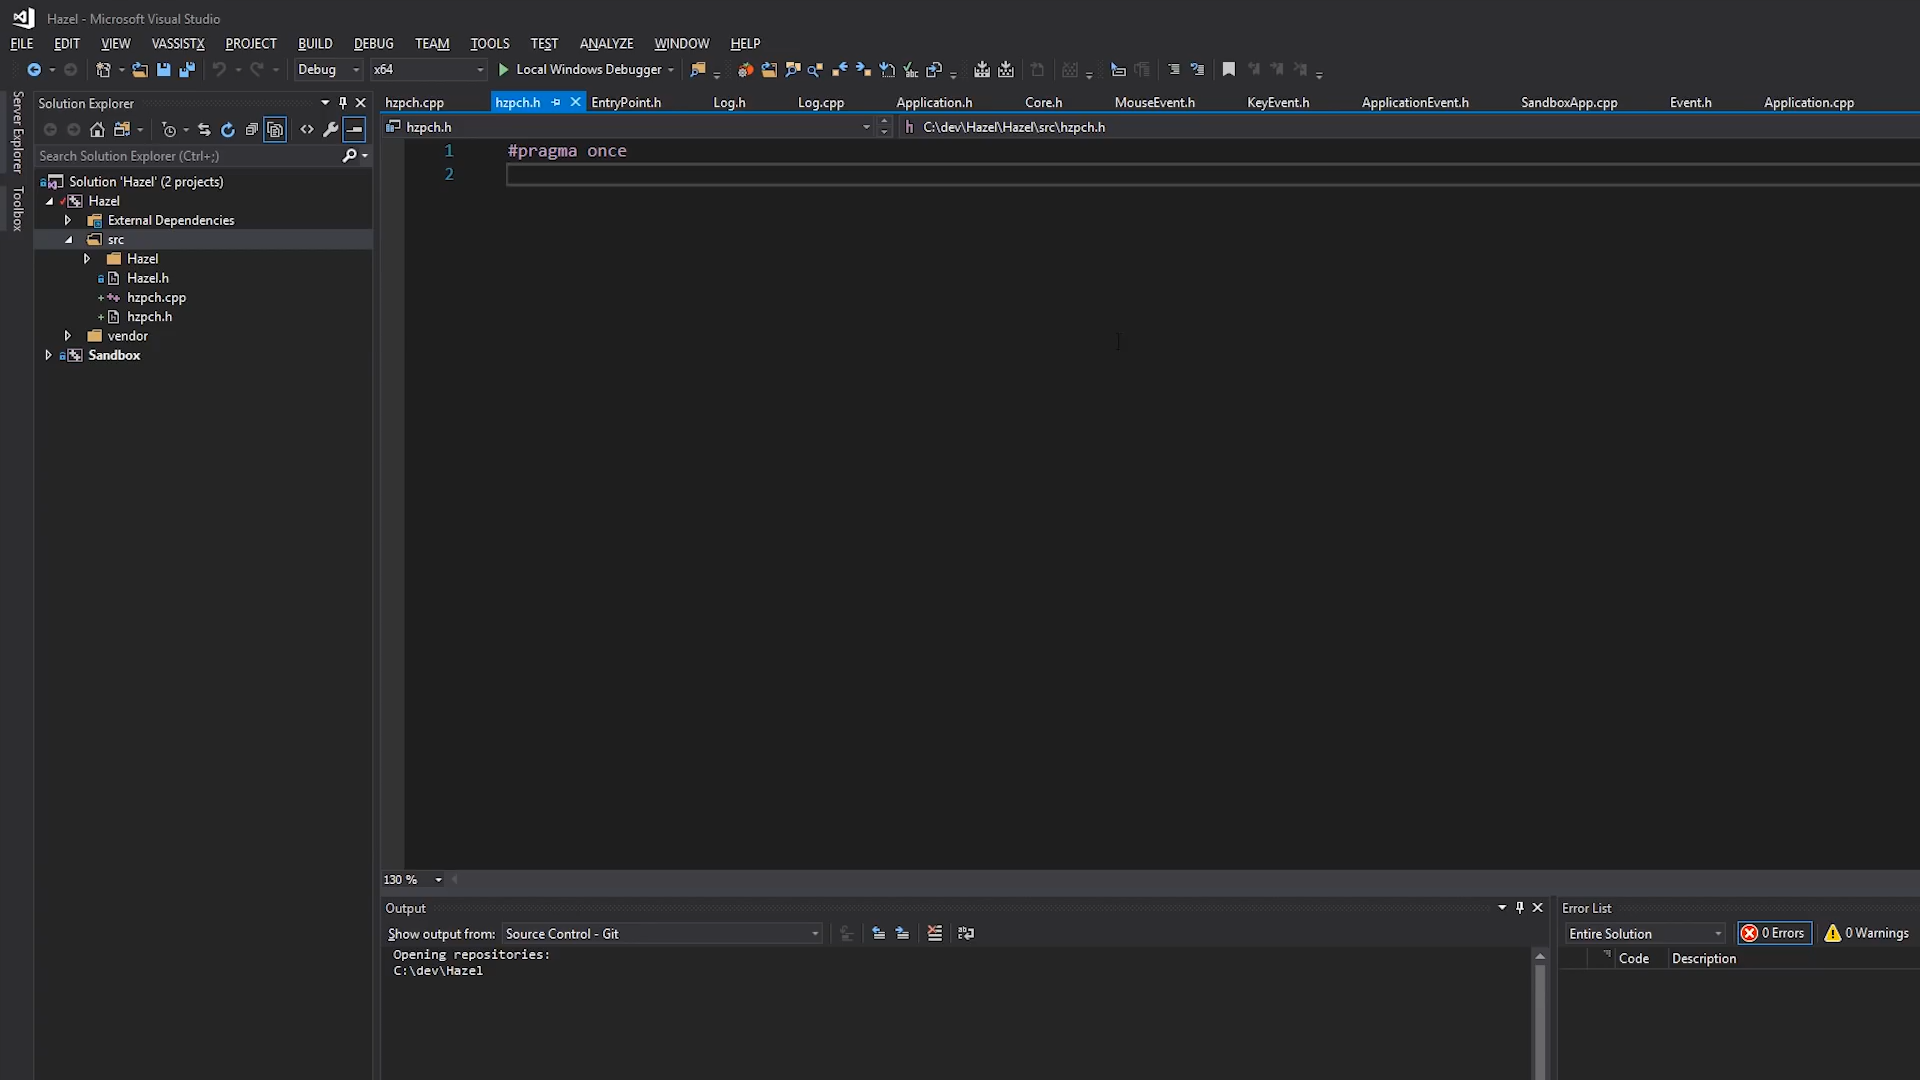 Hazel - Microsoft Visual Studio
FILE EDIT VIEW VASSISTX PROJECT BUILD DEBUG TEAM TOOLS TEST ANALYZE WINDOW HELP
Debug x64 Local Windows Debugger
Server Explorer
Toolbox
Solution Explorer
Search Solution Explorer (Ctrl+;)
Solution 'Hazel' (2 projects)
Hazel
External Dependencies
src
Hazel
Hazel.h
hzpch.cpp
hzpch.h
vendor
Sandbox
hzpch.cpp hzpch.h EntryPoint.h Log.h Log.cpp Application.h Core.h MouseEvent.h KeyEvent.h ApplicationEvent.h SandboxApp.cpp Event.h Application.cpp
hzpch.h C:\dev\Hazel\Hazel\src\hzpch.h
1 #pragma once
2
130 %
Output
Show output from: Source Control - Git
Opening repositories:
C:\dev\Hazel
Error List
Entire Solution 0 Errors 0 Warnings
Code Description